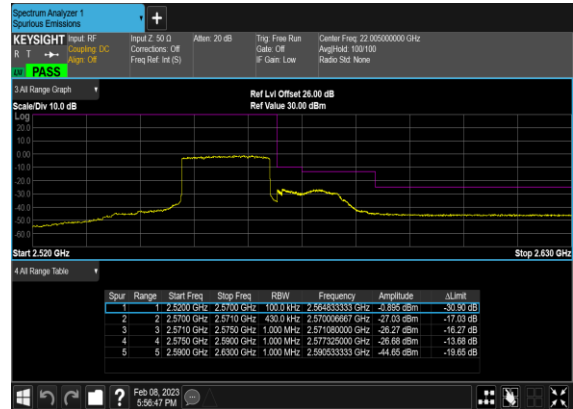 Spectrum Analyzer 1
Spurious Emissions
KEYSIGHT Input: RF Input Z: 50 Ω Atten: 20 dB Trig: Free Run Center Freq: 22.005000000 GHz
R T Coupling: DC Corrections: Off Gate: Off Avg|Hold: 100/100
Align: Off Freq Ref: Int (S) IF Gain: Low Radio Std: None
LW PASS
3 All Range Graph
Ref Lvl Offset 26.00 dB
Scale/Div 10.0 dB Ref Value 30.00 dBm
Log
20.0
10.0
0.00
-10.0
-20.0
-30.0
-40.0
-50.0
-60.0
Start 2.520 GHz Stop 2.630 GHz
4 All Range Table
Spur Range Start Freq Stop Freq RBW Frequency Amplitude ΔLimit
1 1 2.5200 GHz 2.5700 GHz 100.0 kHz 2.564833333 GHz -0.895 dBm -30.90 dB
2 2 2.5700 GHz 2.5710 GHz 430.0 kHz 2.570006667 GHz -27.03 dBm -17.03 dB
3 3 2.5710 GHz 2.5750 GHz 1.000 MHz 2.571080000 GHz -26.27 dBm -16.27 dB
4 4 2.5750 GHz 2.5900 GHz 1.000 MHz 2.577325000 GHz -26.68 dBm -13.68 dB
5 5 2.5900 GHz 2.6300 GHz 1.000 MHz 2.590533333 GHz -44.65 dBm -19.65 dB
Feb 08, 2023
5:56:47 PM